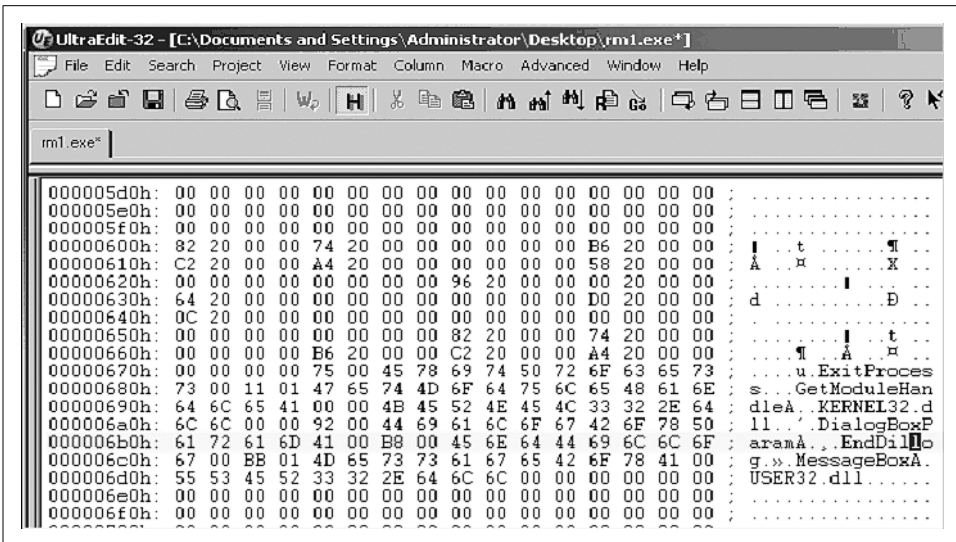 UltraEdit-32 - [C:\Documents and Settings\Administrator\Desktop\rm1.exe*]
File Edit Search Project View Format Column Macro Advanced Window Help
rm1.exe*
000005d0h: 00 00 00 00 00 00 00 00 00 00 00 00 00 00 00 00 ; ................
000005e0h: 00 00 00 00 00 00 00 00 00 00 00 00 00 00 00 00 ; ................
000005f0h: 00 00 00 00 00 00 00 00 00 00 00 00 00 00 00 00 ; ................
00000600h: 82 20 00 00 74 20 00 00 00 00 00 00 B6 20 00 00 ; ▮ ..t ......¶ ..
00000610h: C2 20 00 00 A4 20 00 00 00 00 00 00 58 20 00 00 ; Â ..¤ ......X ..
00000620h: 00 00 00 00 00 00 00 00 96 20 00 00 00 20 00 00 ; ........▮ ... ..
00000630h: 64 20 00 00 00 00 00 00 00 00 00 00 D0 20 00 00 ; d ..........Ð ..
00000640h: 0C 20 00 00 00 00 00 00 00 00 00 00 00 00 00 00 ; . ..............
00000650h: 00 00 00 00 00 00 00 00 82 20 00 00 74 20 00 00 ; ........▮ ..t ..
00000660h: 00 00 00 00 B6 20 00 00 C2 20 00 00 A4 20 00 00 ; ....¶ ..Â ..¤ ..
00000670h: 00 00 00 00 75 00 45 78 69 74 50 72 6F 63 65 73 ; ....u.ExitProces
00000680h: 73 00 11 01 47 65 74 4D 6F 64 75 6C 65 48 61 6E ; s...GetModuleHan
00000690h: 64 6C 65 41 00 00 4B 45 52 4E 45 4C 33 32 2E 64 ; dleA..KERNEL32.d
000006a0h: 6C 6C 00 00 92 00 44 69 61 6C 6F 67 42 6F 78 50 ; ll..'.DialogBoxP
000006b0h: 61 72 61 6D 41 00 B8 00 45 6E 64 44 69 6C 6C 6F ; aramA.¸.EndDillo
000006c0h: 67 00 BB 01 4D 65 73 73 61 67 65 42 6F 78 41 00 ; g.».MessageBoxA.
000006d0h: 55 53 45 52 33 32 2E 64 6C 6C 00 00 00 00 00 00 ; USER32.dll......
000006e0h: 00 00 00 00 00 00 00 00 00 00 00 00 00 00 00 00 ; ................
000006f0h: 00 00 00 00 00 00 00 00 00 00 00 00 00 00 00 00 ; ................